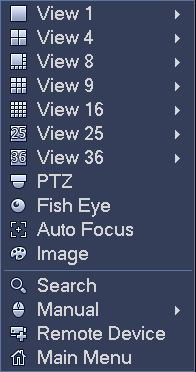 View 1
View 4
View 8
View 9
View 16
25 View 25
36 View 36
PTZ
Fish Eye
Auto Focus
Image
Search
Manual
Remote Device
Main Menu